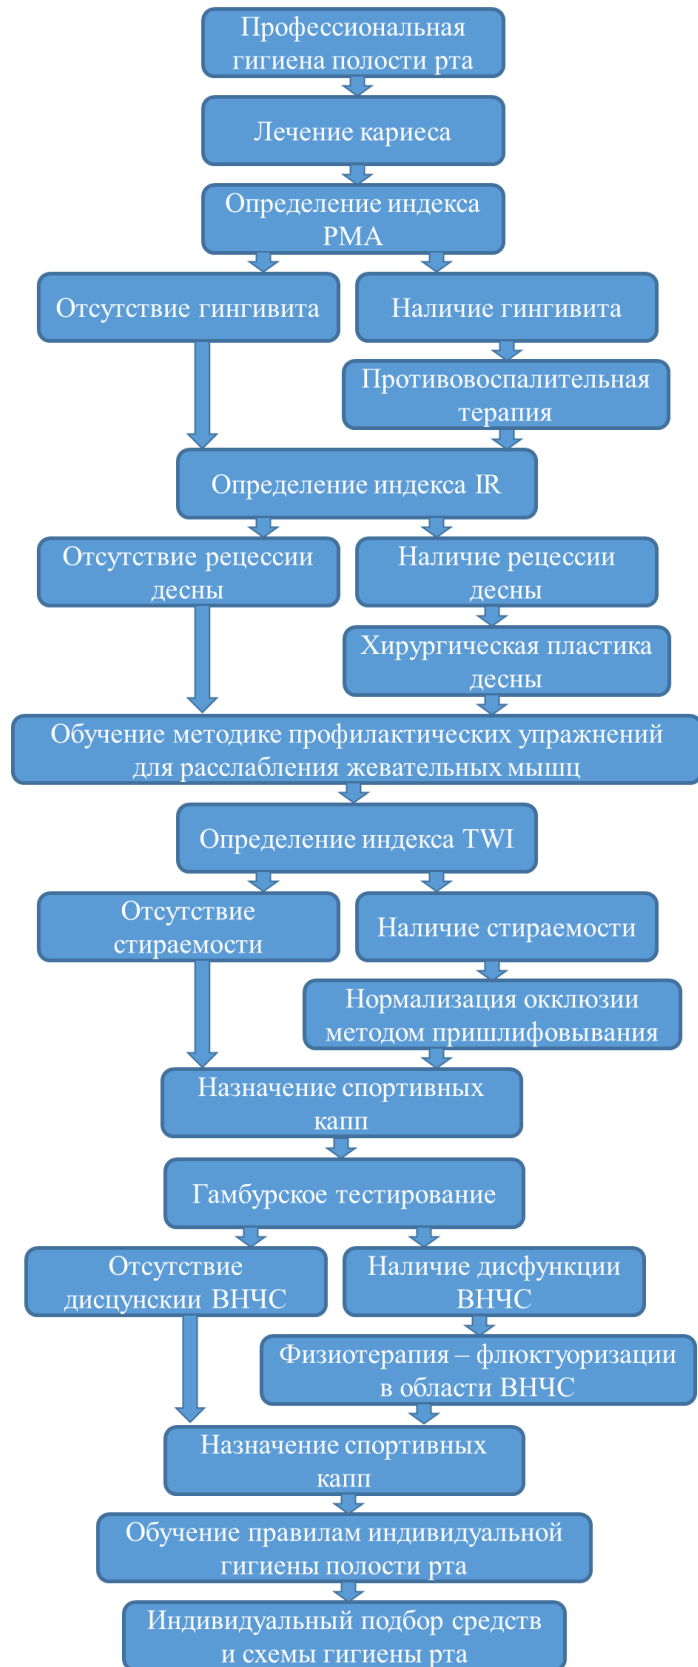 Профессиональная
гигиена полости рта
Лечение кариеса
Определение индекса
РМА
Отсутствие гингивита
Наличие гингивита
Противовоспалительная
терапия
Определение индекса IR
Отсутствие рецессии
десны
Наличие рецессии
десны
Хирургическая пластика
десны
Обучение методике профилактических упражнений
для расслабления жевательных мышц
Определение индекса TWI
Отсутствие
стираемости
Наличие стираемости
Нормализация окклюзии
методом пришлифовывания
Назначение спортивных
капп
Гамбурское тестирование
Отсутствие
дисцунскии ВНЧС
Наличие дисфункции
ВНЧС
Физиотерапия – флюктуоризации
в области ВНЧС
Назначение спортивных
капп
Обучение правилам индивидуальной
гигиены полости рта
Индивидуальный подбор средств
и схемы гигиены рта